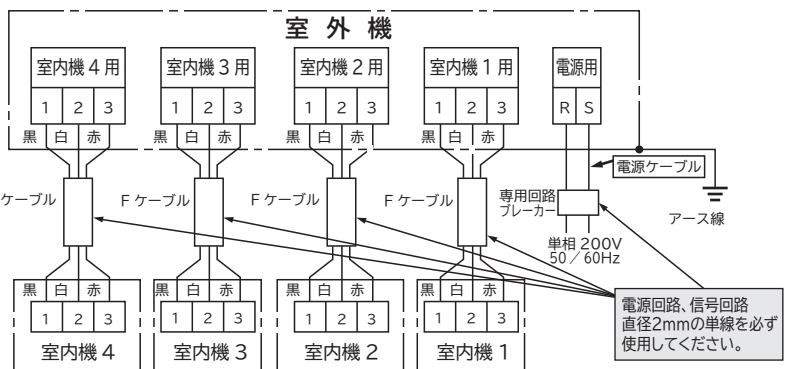 室外機
室内機4用 室内機3用 室内機2用 室内機1用 電源用
1 2 3 1 2 3 1 2 3 1 2 3 R S
黒 白 赤 黒 白 赤 黒 白 赤 黒 白 赤
電源ケーブル
ケーブル Fケーブル Fケーブル Fケーブル 専用回路
ブレーカー
アース線
単相200V
50/60Hz
黒 白 赤 黒 白 赤 黒 白 赤 黒 白 赤
1 2 3 1 2 3 1 2 3 1 2 3
室内機4 室内機3 室内機2 室内機1
電源回路、信号回路
直径2mmの単線を必ず
使用してください。